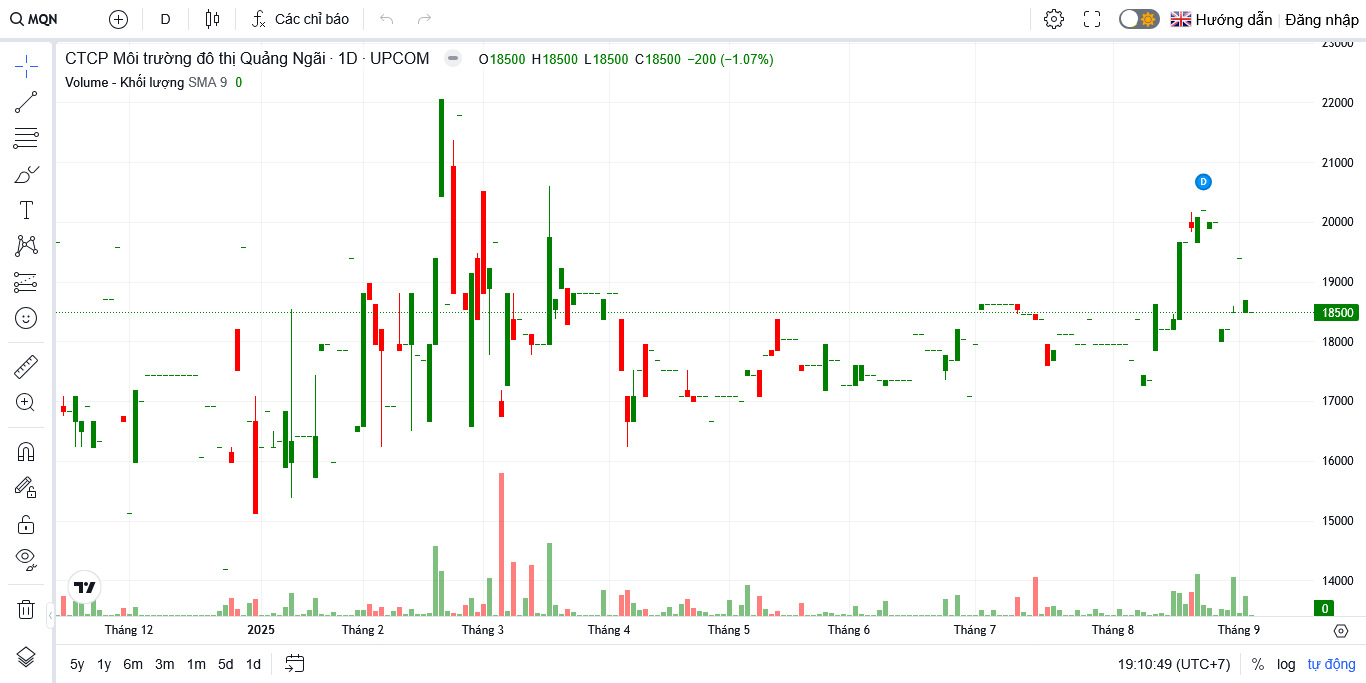 MQN D Các chỉ báo Hướng dẫn Đăng nhập
CTCP Môi trường đô thị Quảng Ngãi · 1D · UPCOM O18500 H18500 L18500 C18500 −200 (−1.07%)
Volume - Khối lượng SMA 9 0
23000
22000
21000
D
20000
19000
18500
18000
17000
16000
15000
14000
0
Tháng 12 2025 Tháng 2 Tháng 3 Tháng 4 Tháng 5 Tháng 6 Tháng 7 Tháng 8 Tháng 9
5y 1y 6m 3m 1m 5d 1d 19:10:49 (UTC+7) % log tự động